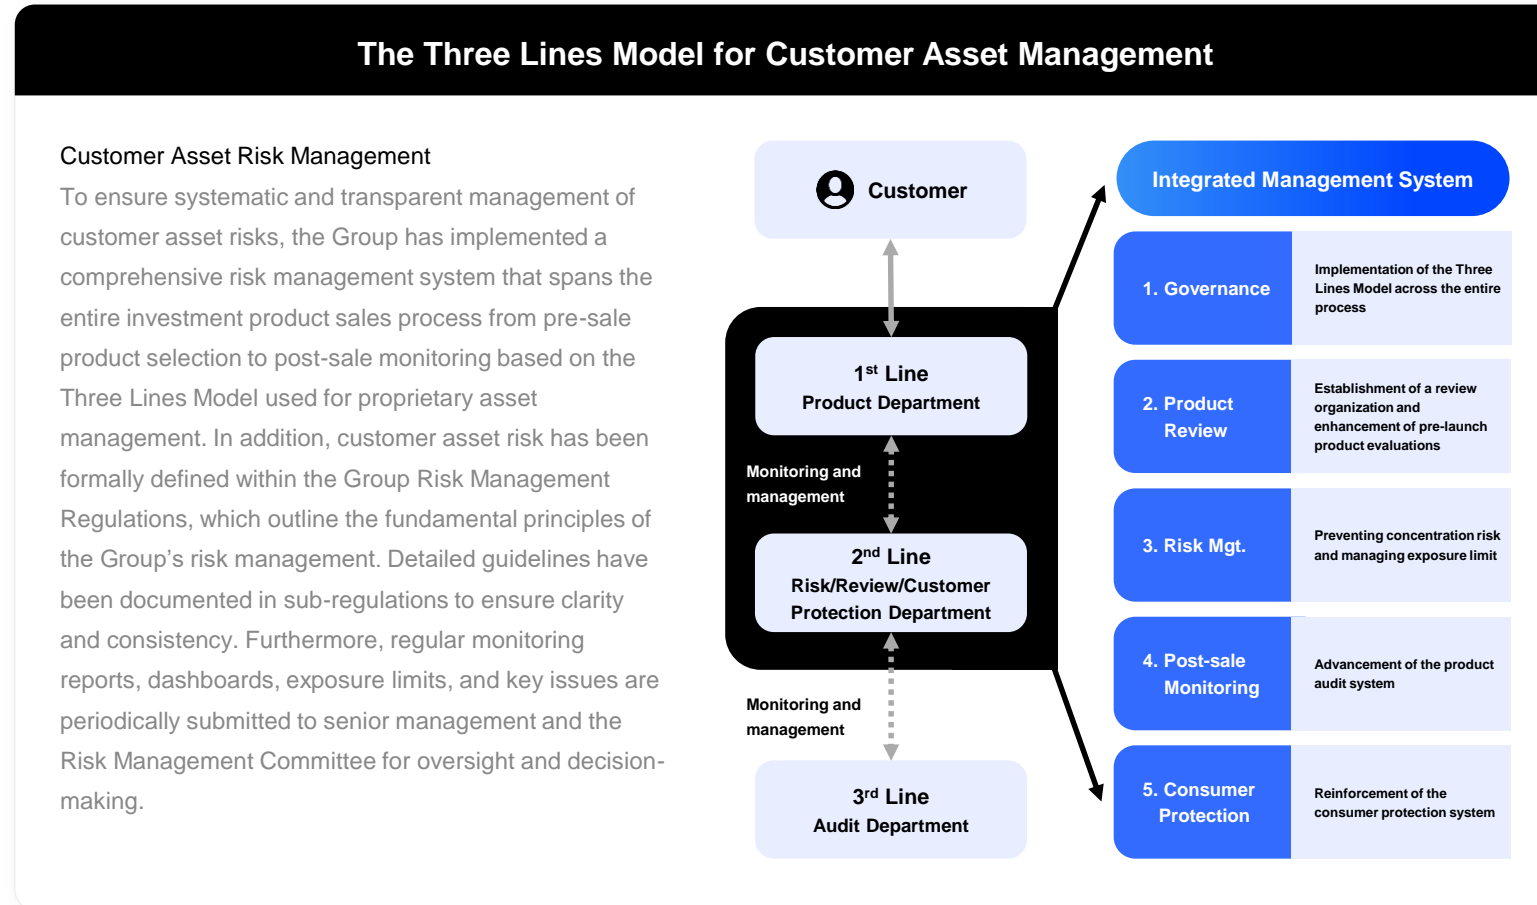 The Three Lines Model for Customer Asset Management
Customer Asset Risk Management
To ensure systematic and transparent management of
customer asset risks, the Group has implemented a
comprehensive risk management system that spans the
entire investment product sales process from pre-sale
product selection to post-sale monitoring based on the
Three Lines Model used for proprietary asset
management. In addition, customer asset risk has been
formally defined within the Group Risk Management
Regulations, which outline the fundamental principles of
the Group’s risk management. Detailed guidelines have
been documented in sub-regulations to ensure clarity
and consistency. Furthermore, regular monitoring
reports, dashboards, exposure limits, and key issues are
periodically submitted to senior management and the
Risk Management Committee for oversight and decision-
making.
Customer
1st Line
Product Department
Monitoring and
management
2nd Line
Risk/Review/Customer
Protection Department
Monitoring and
management
3rd Line
Audit Department
Integrated Management System
1. Governance
Implementation of the Three
Lines Model across the entire
process
2. Product
Review
Establishment of a review
organization and
enhancement of pre-launch
product evaluations
3. Risk Mgt.
Preventing concentration risk
and managing exposure limit
4. Post-sale
Monitoring
Advancement of the product
audit system
5. Consumer
Protection
Reinforcement of the
consumer protection system